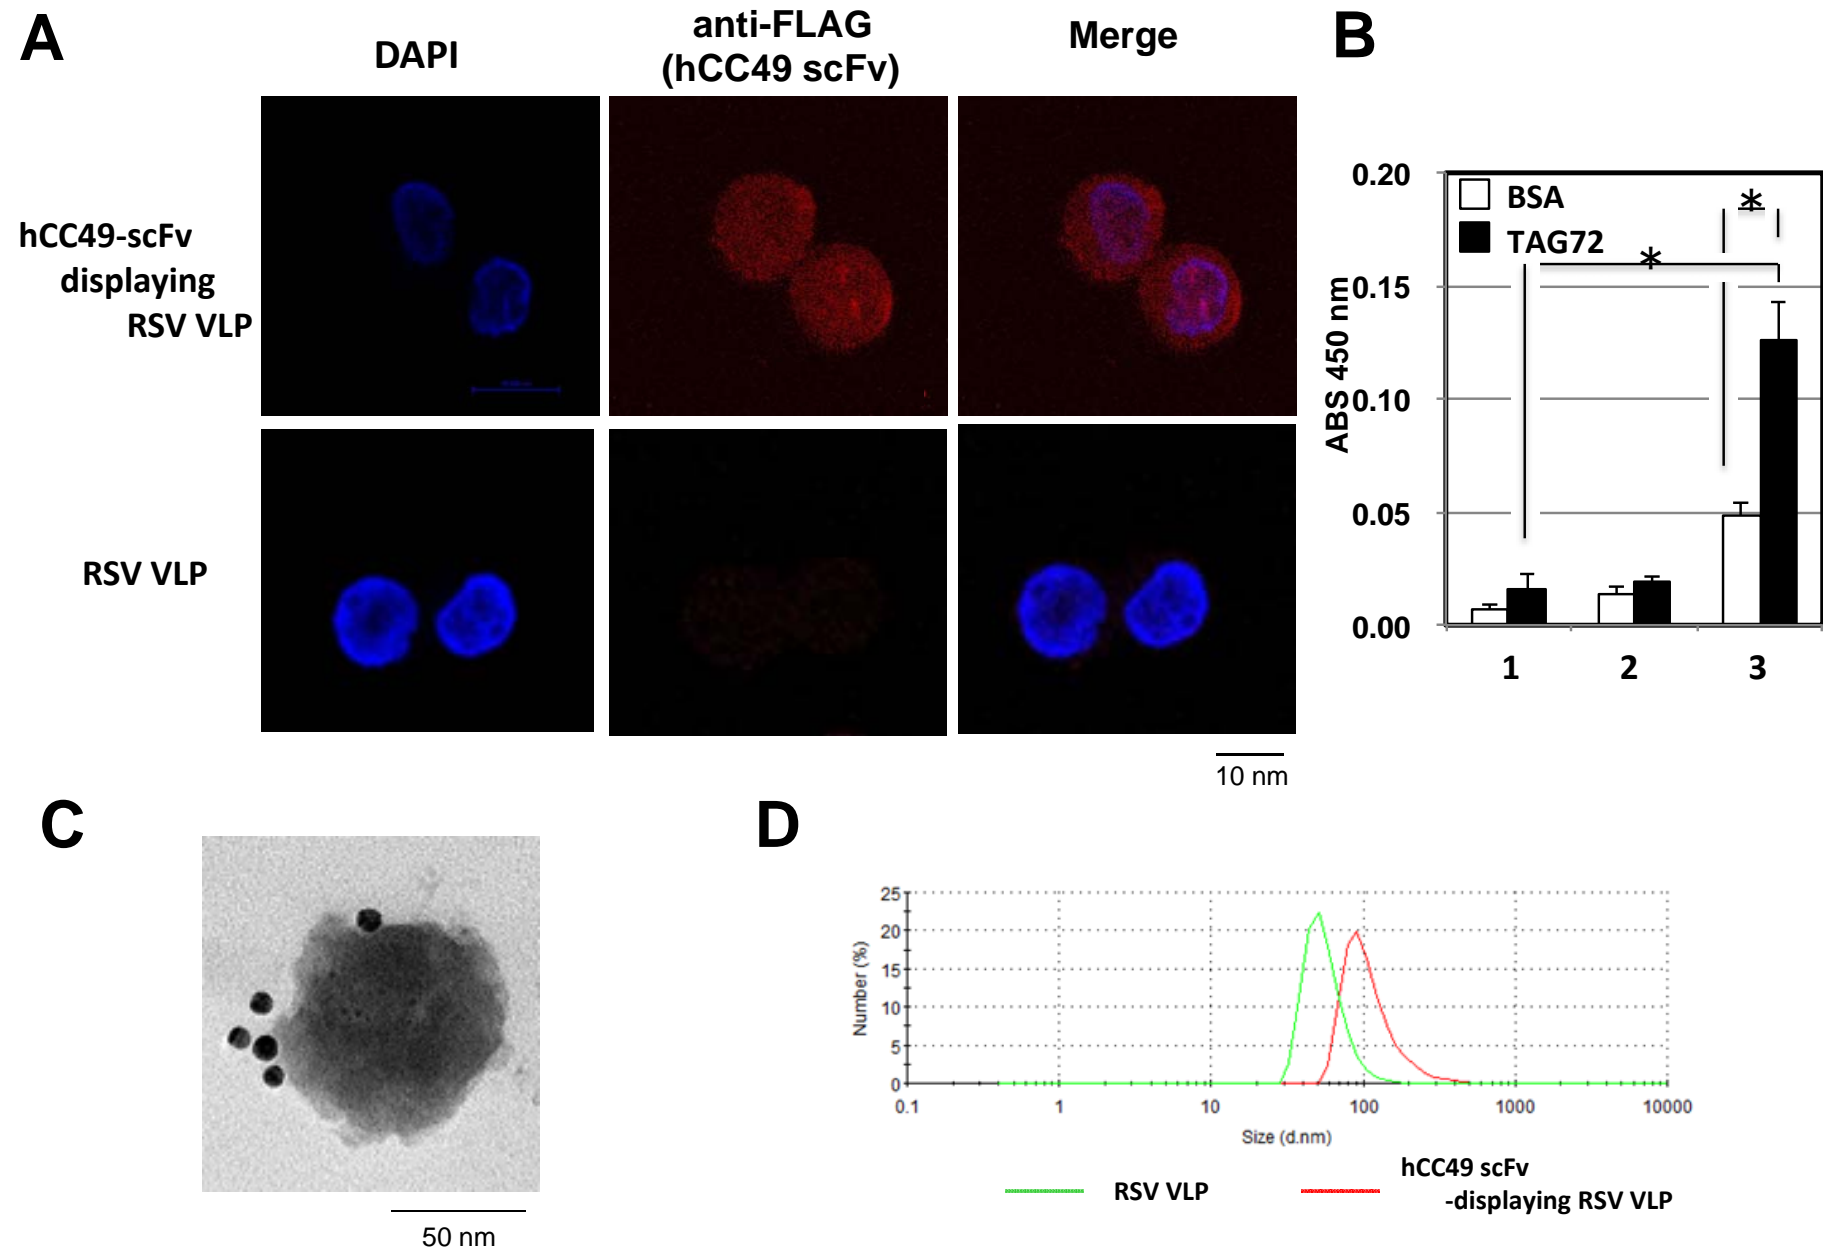 A
DAPI
anti-FLAG
(hCC49 scFv)
Merge
hCC49-scFv
displaying
RSV VLP
RSV VLP
10 nm
B
0.20
0.15
0.10
0.05
0.00
ABS 450 nm
BSA
TAG72
*
*
1 2 3
C
50 nm
D
25
20
15
10
5
0
Number (%)
0.1 1 10 100 1000 10000
Size (d.nm)
RSV VLP
hCC49 scFv
-displaying RSV VLP